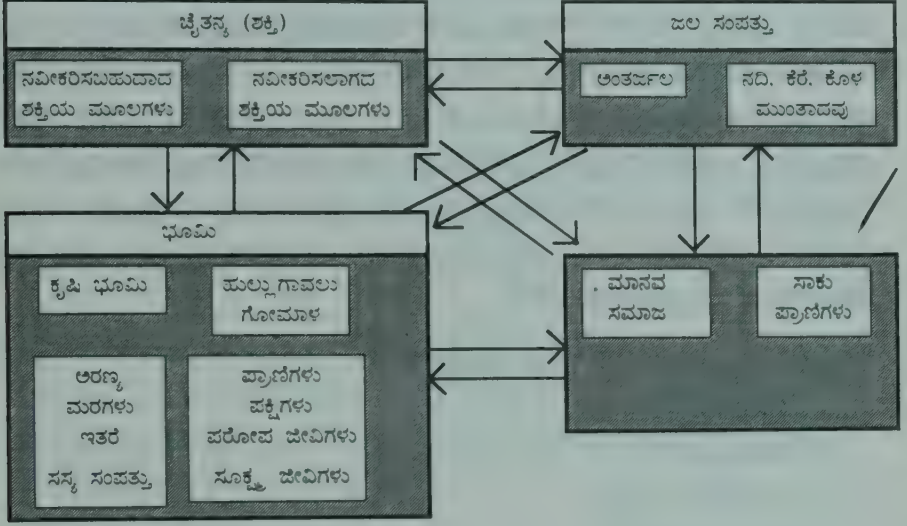 ಚೈತನ್ಯ (ಶಕ್ತಿ)
ನವೀಕರಿಸಬಹುದಾದ
ಶಕ್ತಿಯ ಮೂಲಗಳು
ನವೀಕರಿಸಲಾಗದ
ಶಕ್ತಿಯ ಮೂಲಗಳು
ಜಲ ಸಂಪತ್ತು
ಅಂತರ್ಜಲ
ನದಿ. ಕೆರೆ. ಕೊಳ
ಮುಂತಾದವು
ಭೂಮಿ
ಕೃಷಿ ಭೂಮಿ
ಹುಲ್ಲುಗಾವಲು
ಗೋಮಾಳ
ಅರಣ್ಯ
ಮರಗಳು
ಇತರೆ
ಸಸ್ಯ ಸಂಪತ್ತು
ಪ್ರಾಣಿಗಳು
ಪಕ್ಷಿಗಳು
ಪರೋಪ ಜೀವಿಗಳು
ಸೂಕ್ಷ್ಮ ಜೀವಿಗಳು
ಮಾನವ
ಸಮಾಜ
ಸಾಕು
ಪ್ರಾಣಿಗಳು